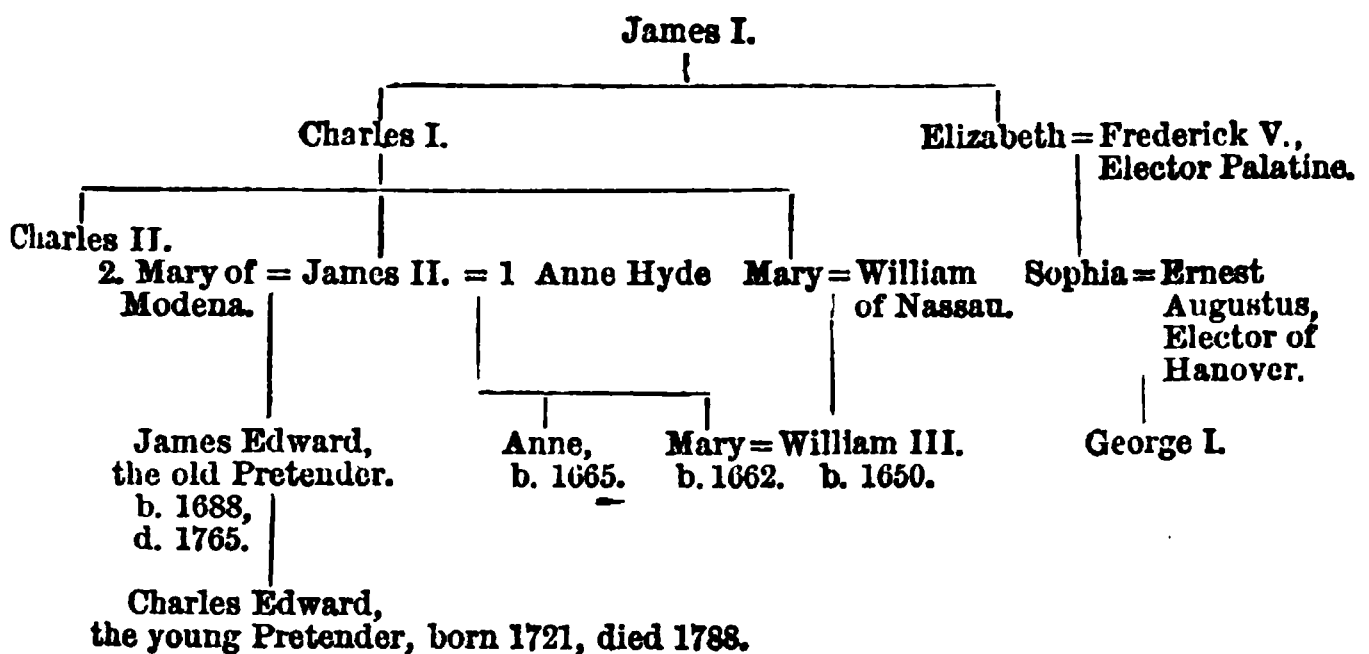 James I.
Charles I.
Elizabeth = Frederick V.,
Elector Palatine.
Charles II.
2. Mary of = James II. = 1 Anne Hyde
Modena.
Mary = William
of Nassau.
Sophia = Ernest
Augustus,
Elector of
Hanover.
James Edward,
the old Pretender.
b. 1688,
d. 1765.
Anne,
b. 1665.
Mary = William III.
b. 1662. b. 1650.
George I.
Charles Edward,
the young Pretender, born 1721, died 1788.